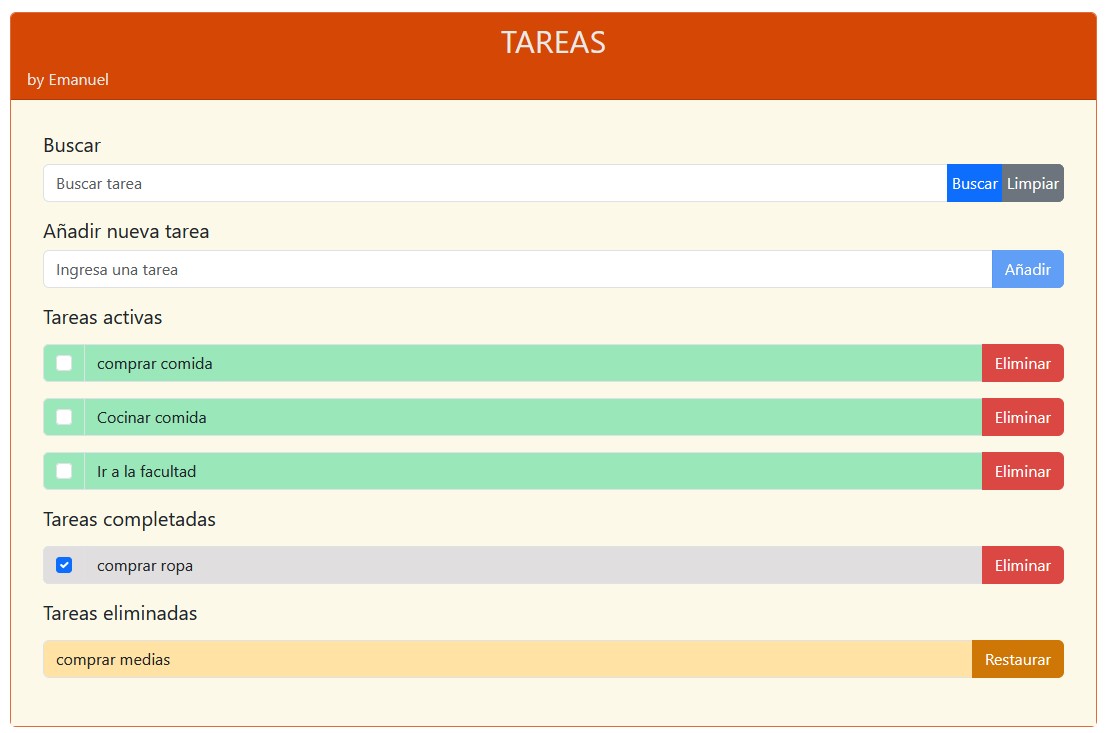 TAREAS
by Emanuel
Buscar
Buscar tarea Buscar Limpiar
Añadir nueva tarea
Ingresa una tarea Añadir
Tareas activas
comprar comida Eliminar
Cocinar comida Eliminar
Ir a la facultad Eliminar
Tareas completadas
comprar ropa Eliminar
Tareas eliminadas
comprar medias Restaurar